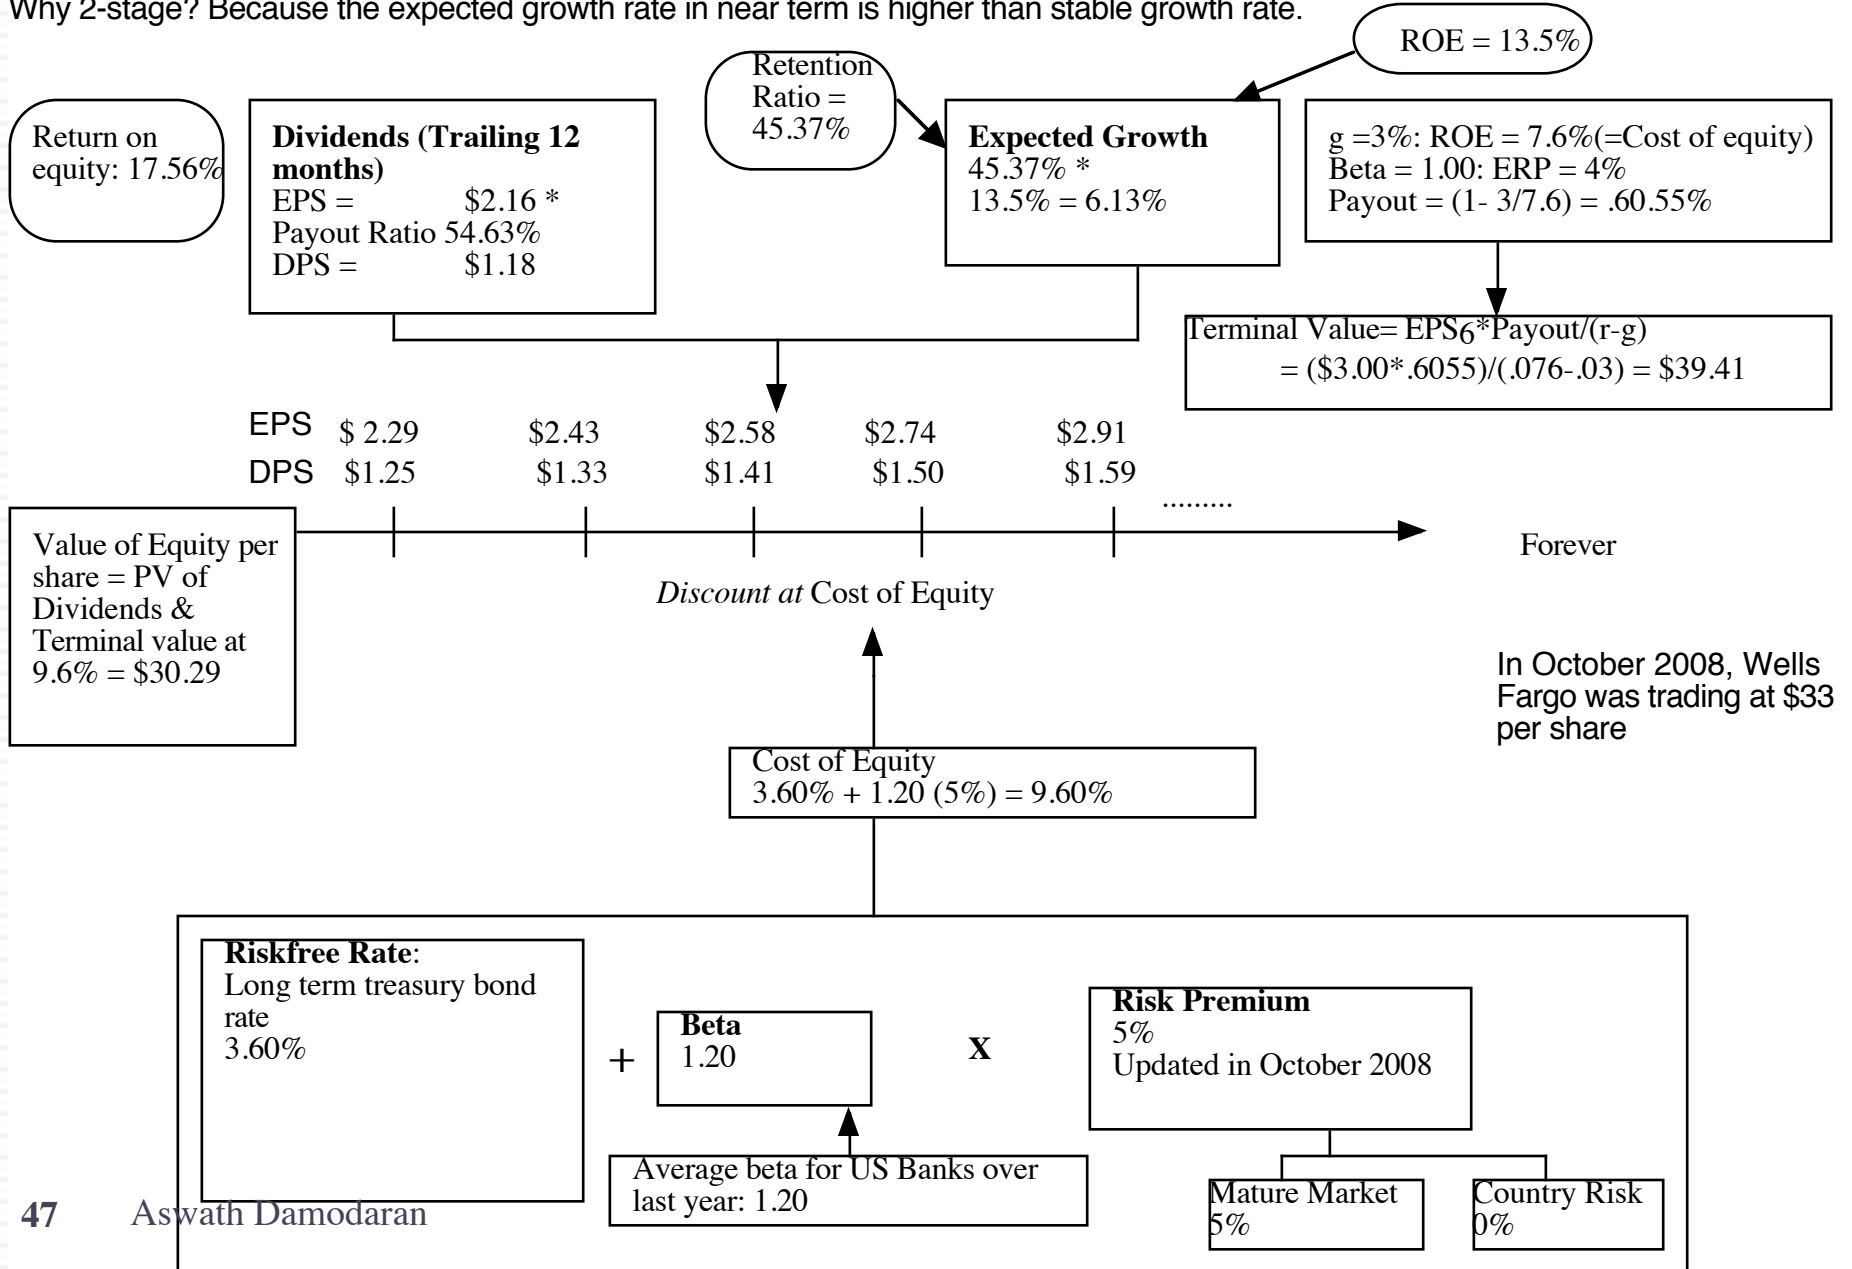 Why 2-stage? Because the expected growth rate in near term is higher than stable growth rate.
ROE = 13.5%
Retention
Ratio =
45.37%
Return on
equity: 17.56%
Dividends (Trailing 12
months)
EPS = $2.16 *
Payout Ratio 54.63%
DPS = $1.18
Expected Growth
45.37% *
13.5% = 6.13%
g =3%: ROE = 7.6%(=Cost of equity)
Beta = 1.00: ERP = 4%
Payout = (1- 3/7.6) = .60.55%
Terminal Value= EPS6*Payout/(r-g)
= ($3.00*.6055)/(.076-.03) = $39.41
EPS $ 2.29 $2.43 $2.58 $2.74 $2.91
DPS $1.25 $1.33 $1.41 $1.50 $1.59
.........
Forever
Value of Equity per
share = PV of
Dividends &
Terminal value at
9.6% = $30.29
Discount at Cost of Equity
In October 2008, Wells
Fargo was trading at $33
per share
Cost of Equity
3.60% + 1.20 (5%) = 9.60%
Riskfree Rate:
Long term treasury bond
rate
3.60%
+
Beta
1.20
X
Risk Premium
5%
Updated in October 2008
Average beta for US Banks over
last year: 1.20
Mature Market
5%
Country Risk
0%
47 Aswath Damodaran